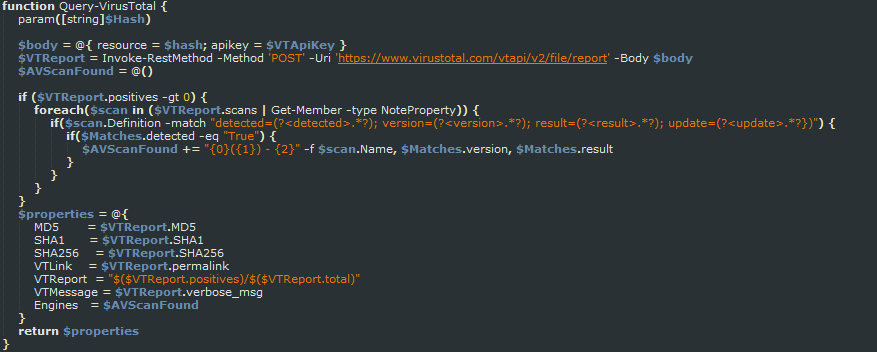 function Query-VirusTotal {
param([string]$Hash)
$body = @{ resource = $hash; apikey = $VTApiKey }
$VTReport = Invoke-RestMethod -Method 'POST' -Uri 'https://www.virustotal.com/vtapi/v2/file/report' -Body $body
$AVScanFound = @()
if ($VTReport.positives -gt 0) {
foreach($scan in ($VTReport.scans | Get-Member -type NoteProperty)) {
if($scan.Definition -match "detected=(?<detected>.*?); version=(?<version>.*?); result=(?<result>.*?); update=(?<update>.*?})") {
if($Matches.detected -eq "True") {
$AVScanFound += "{0}({1}) - {2}" -f $scan.Name, $Matches.version, $Matches.result
}
}
}
}
$properties = @{
MD5 = $VTReport.MD5
SHA1 = $VTReport.SHA1
SHA256 = $VTReport.SHA256
VTLink = $VTReport.permalink
VTReport = "$($VTReport.positives)/$($VTReport.total)"
VTMessage = $VTReport.verbose_msg
Engines = $AVScanFound
}
return $properties
}